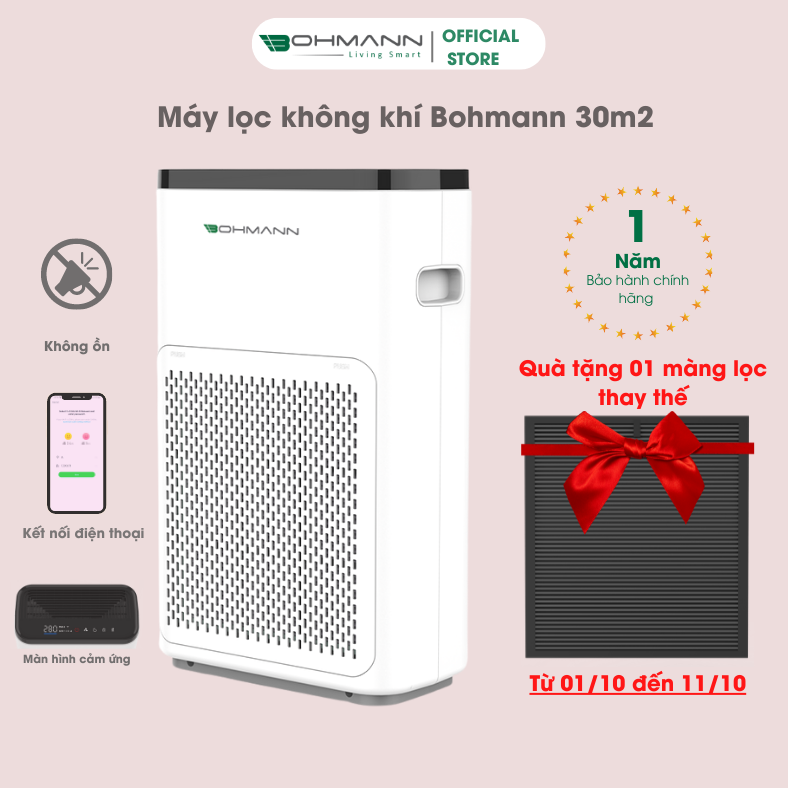 BOHMANN
Living Smart
OFFICIAL
STORE
Máy lọc không khí Bohmann 30m2
BOHMANN
1
Năm
Bảo hành chính
hãng
Không ồn
Quà tặng 01 màng lọc
thay thế
Kết nối điện thoại
280
Màn hình cảm ứng
Từ 01/10 đến 11/10